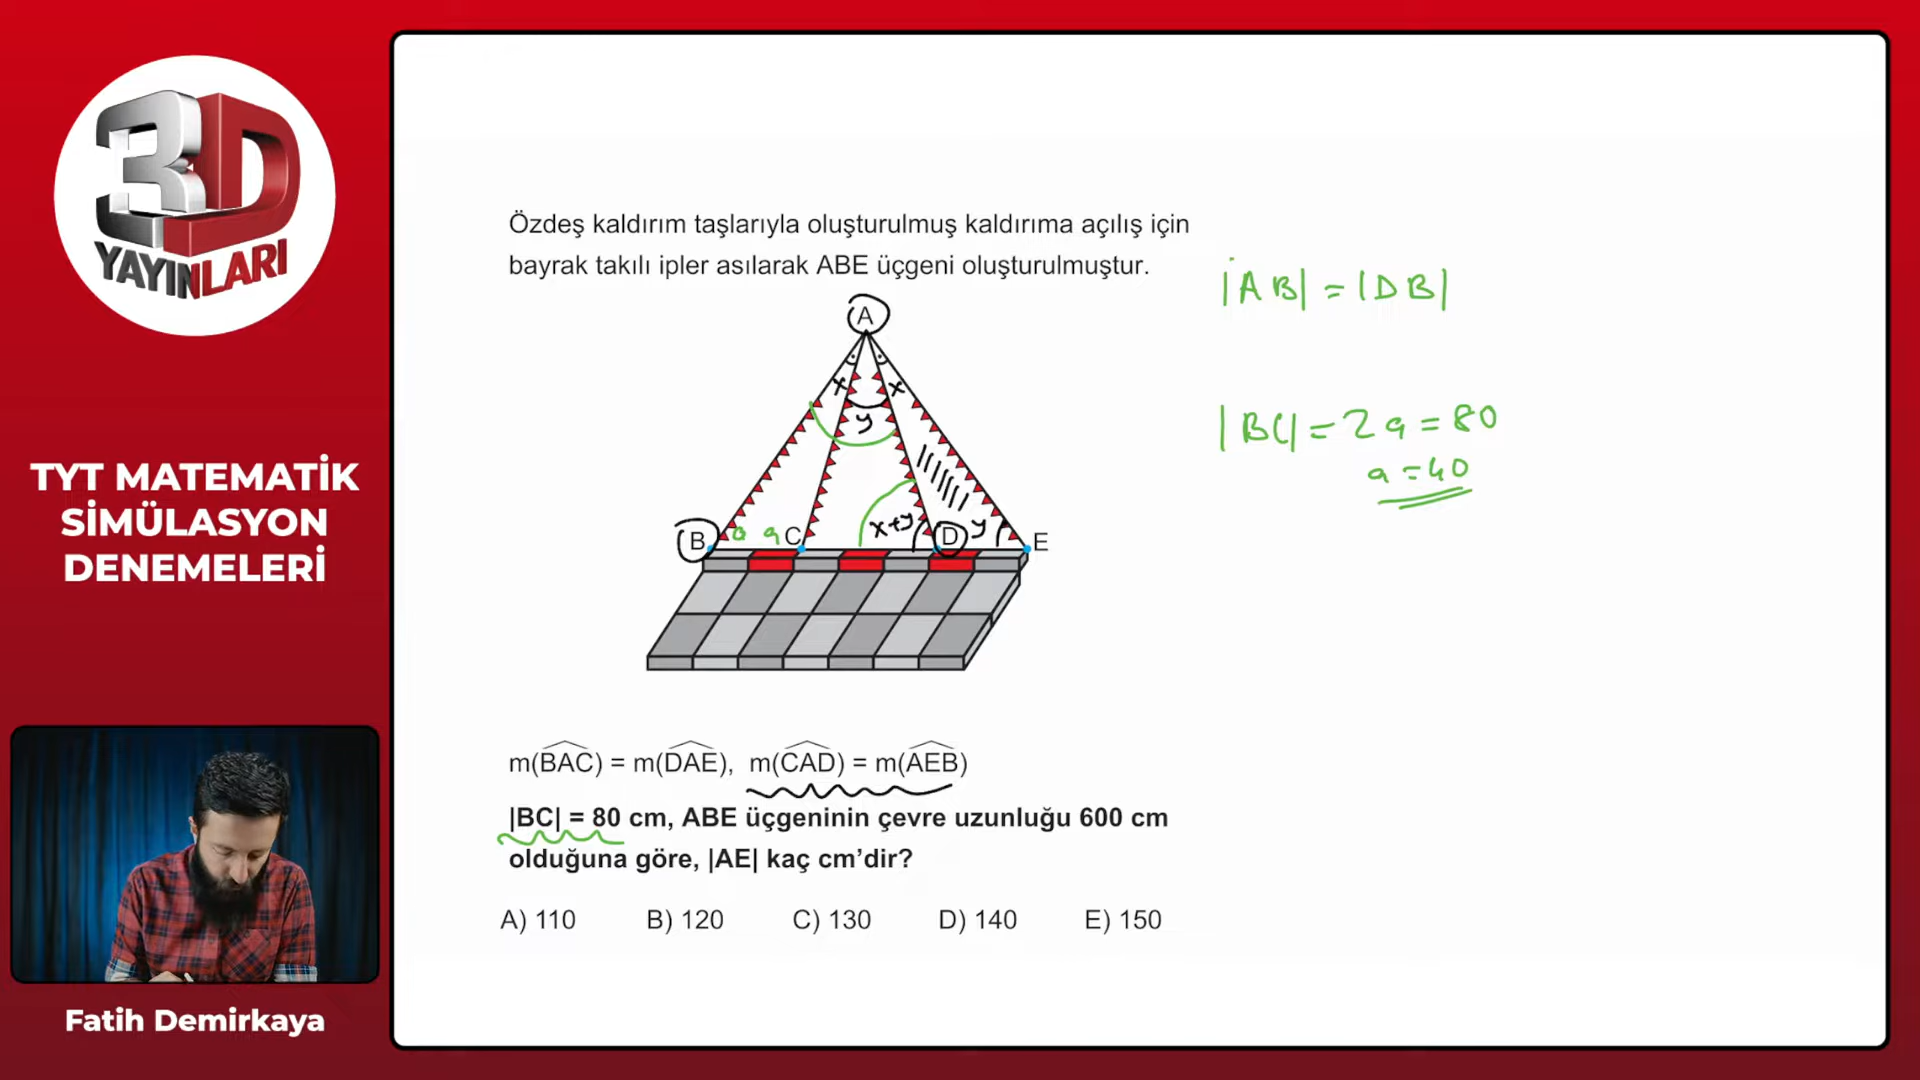 3D
YAYINLARI
TYT MATEMATİK
SİMÜLASYON
DENEMELERİ
Fatih Demirkaya
Özdeş kaldırım taşlarıyla oluşturulmuş kaldırıma açılış için
bayrak takılı ipler asılarak ABE üçgeni oluşturulmuştur.
A
x x
y
B a a C x+y D y E
m(BAC) = m(DAE), m(CAD) = m(AEB)
|BC| = 80 cm, ABE üçgeninin çevre uzunluğu 600 cm
olduğuna göre, |AE| kaç cm’dir?
A) 110 B) 120 C) 130 D) 140 E) 150
|AB| = |DB|
|BC| = 2a = 80
a = 40